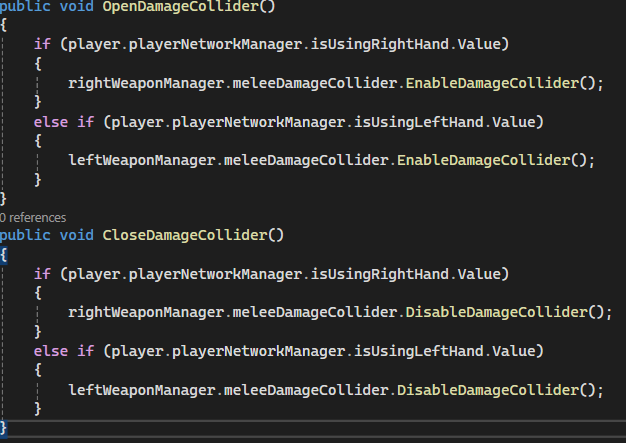 public void OpenDamageCollider()
{
if (player.playerNetworkManager.isUsingRightHand.Value)
{
rightWeaponManager.meleeDamageCollider.EnableDamageCollider();
}
else if (player.playerNetworkManager.isUsingLeftHand.Value)
{
leftWeaponManager.meleeDamageCollider.EnableDamageCollider();
}
}
0 references
public void CloseDamageCollider()
{
if (player.playerNetworkManager.isUsingRightHand.Value)
{
rightWeaponManager.meleeDamageCollider.DisableDamageCollider();
}
else if (player.playerNetworkManager.isUsingLeftHand.Value)
{
leftWeaponManager.meleeDamageCollider.DisableDamageCollider();
}
}